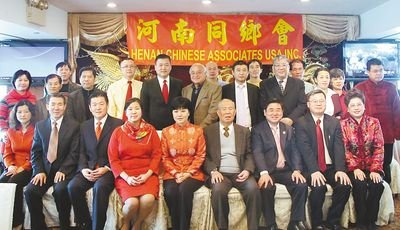 河南同鄉會
HENAN CHINESE ASSOCIATES USA INC.